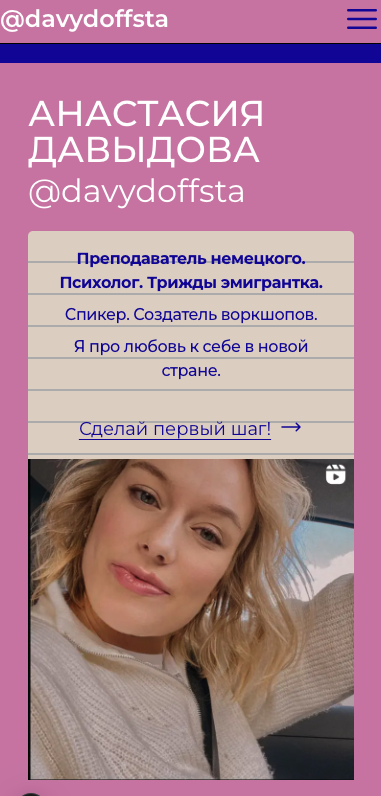 @davydoffsta
АНАСТАСИЯ
ДАВЫДОВА
@davydoffsta
Преподаватель немецкого.
Психолог. Трижды эмигрантка.
Спикер. Создатель воркшопов.
Я про любовь к себе в новой
стране.
Сделай первый шаг! →